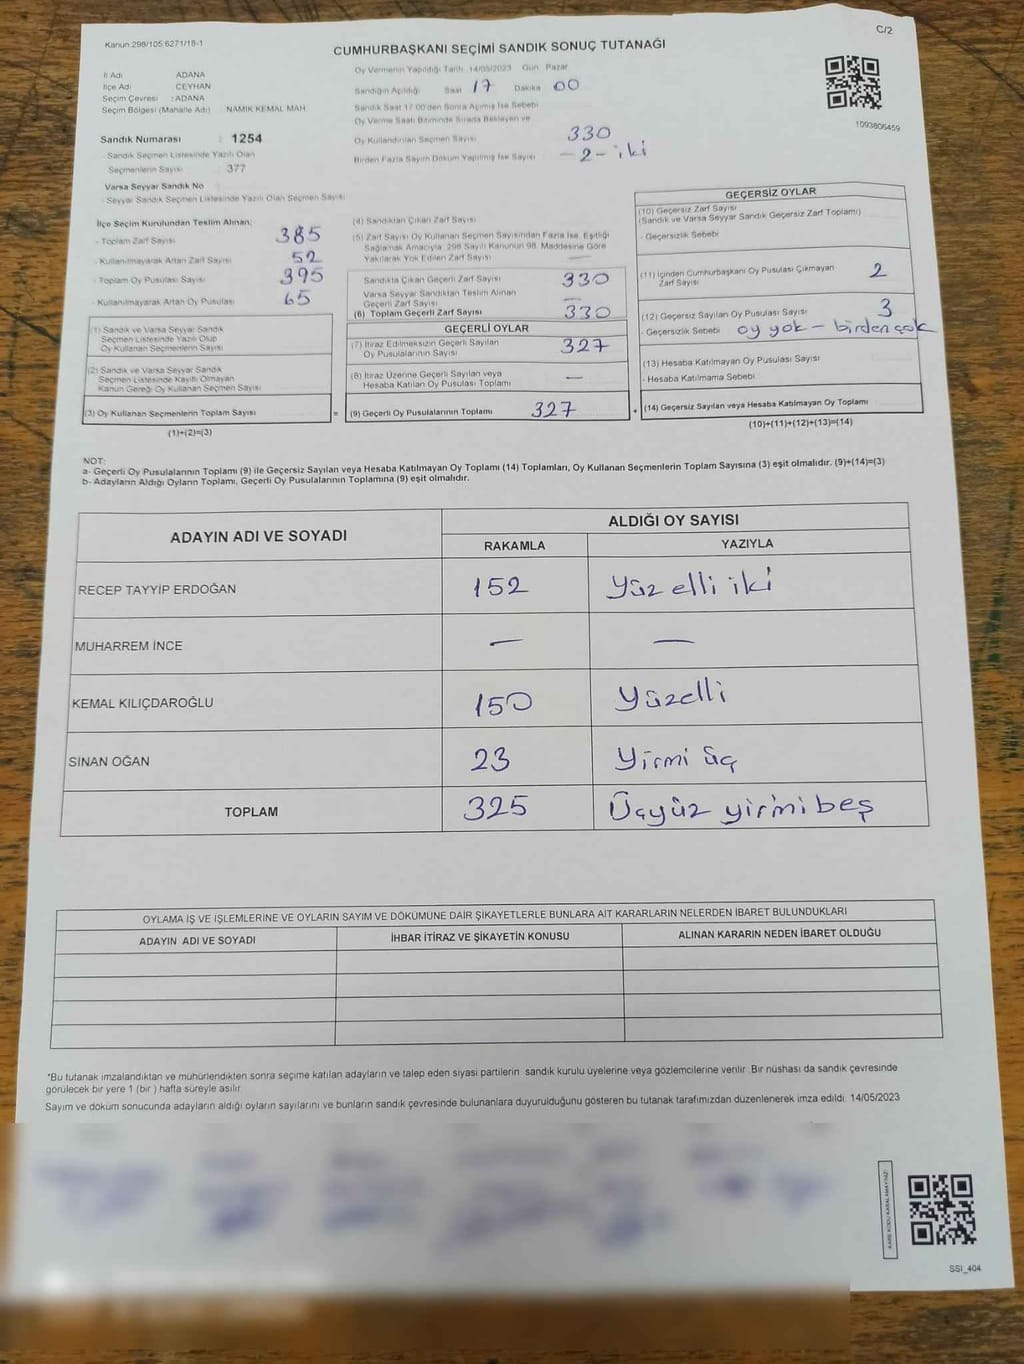 Kanun 298/105 6271/18-1
C/2
CUMHURBAŞKANI SEÇİMİ SANDIK SONUÇ TUTANAĞI
İl Adı ADANA
İlçe Adı CEYHAN
Seçim Çevresi : ADANA
Seçim Bölgesi (Mahalle Adı) NAMIK KEMAL MAH
Sandık Numarası : 1254
- Sandık Seçmen Listesinde Yazılı Olan
Seçmenlerin Sayısı 377
Varsa Seyyar Sandık No
- Seyyar Sandık Seçmen Listesinde Yazılı Olan Seçmen Sayısı
Oy Vermenin Yapıldığı Tarih 14/05/2023 Gün Pazar
Sandığın Açıldığı Saat 17 Dakika 00
Sandık Saat 17:00'den Sonra Açılmış İse Sebebi
Oy Verme Saati Bitiminde Sırada Bekleyen ve
Oy Kullandırılan Seçmen Sayısı 330
Birden Fazla Sayım Döküm Yapılmış İse Sayısı - 2 - iki
1093806459
İlçe Seçim Kurulundan Teslim Alınan;
- Toplam Zarf Sayısı 385
- Kullanılmayarak Artan Zarf Sayısı 52
- Toplam Oy Pusulası Sayısı 395
- Kullanılmayarak Artan Oy Pusulası 65
(1) Sandık ve Varsa Seyyar Sandık
Seçmen Listesinde Yazılı Olup
Oy Kullanan Seçmenlerin Sayısı
(2) Sandık ve Varsa Seyyar Sandık
Seçmen Listesinde Kayıtlı Olmayan
Kanun Gereği Oy Kullanan Seçmen Sayısı
(3) Oy Kullanan Seçmenlerin Toplam Sayısı
(1)+(2)=(3)
=
(4) Sandıktan Çıkan Zarf Sayısı
(5) Zarf Sayısı Oy Kullanan Seçmen Sayısından Fazla İse, Eşitliği
Sağlamak Amacıyla 298 Sayılı Kanunun 98. Maddesine Göre
Yakılarak Yok Edilen Zarf Sayısı —
Sandıkta Çıkan Geçerli Zarf Sayısı 330
Varsa Seyyar Sandıktan Teslim Alınan
Geçerli Zarf Sayısı —
(6) Toplam Geçerli Zarf Sayısı 330
GEÇERLİ OYLAR
(7) İtiraz Edilmeksizin Geçerli Sayılan
Oy Pusulalarının Sayısı 327
(8) İtiraz Üzerine Geçerli Sayılan veya
Hesaba Katılan Oy Pusulası Toplamı —
(9) Geçerli Oy Pusulalarının Toplamı 327
+
GEÇERSİZ OYLAR
(10) Geçersiz Zarf Sayısı
(Sandık ve Varsa Seyyar Sandık Geçersiz Zarf Toplamı)
- Geçersizlik Sebebi
(11) İçinden Cumhurbaşkanı Oy Pusulası Çıkmayan
Zarf Sayısı 2
(12) Geçersiz Sayılan Oy Pusulası Sayısı 3
- Geçersizlik Sebebi oy yok - birden çok
(13) Hesaba Katılmayan Oy Pusulası Sayısı
- Hesaba Katılmama Sebebi
(14) Geçersiz Sayılan veya Hesaba Katılmayan Oy Toplamı
(10)+(11)+(12)+(13)=(14)
NOT:
a- Geçerli Oy Pusulalarının Toplamı (9) ile Geçersiz Sayılan veya Hesaba Katılmayan Oy Toplamı (14) Toplamları, Oy Kullanan Seçmenlerin Toplam Sayısına (3) eşit olmalıdır. (9)+(14)=(3)
b- Adayların Aldığı Oyların Toplamı, Geçerli Oy Pusulalarının Toplamına (9) eşit olmalıdır.
ADAYIN ADI VE SOYADI ALDIĞI OY SAYISI
RAKAMLA YAZIYLA
RECEP TAYYİP ERDOĞAN 152 Yüz elli iki
MUHARREM İNCE — —
KEMAL KILIÇDAROĞLU 150 Yüzelli
SİNAN OĞAN 23 Yirmi üç
TOPLAM 325 Üçyüz yirmi beş
OYLAMA İŞ VE İŞLEMLERİNE VE OYLARIN SAYIM VE DÖKÜMÜNE DAİR ŞİKAYETLERLE BUNLARA AİT KARARLARIN NELERDEN İBARET BULUNDUKLARI
ADAYIN ADI VE SOYADI İHBAR İTİRAZ VE ŞİKAYETİN KONUSU ALINAN KARARIN NEDEN İBARET OLDUĞU
"Bu tutanak imzalandıktan ve mühürlendikten sonra seçime katılan adayların ve talep eden siyasi partilerin sandık kurulu üyelerine veya gözlemcilerine verilir. Bir nüshası da sandık çevresinde
görülecek bir yere 1 (bir) hafta süreyle asılır.
Sayım ve döküm sonucunda adayların aldığı oyların sayılarını ve bunların sandık çevresinde bulunanlara duyurulduğunu gösteren bu tutanak tarafımızdan düzenlenerek imza edildi. 14/05/2023
KARE KODU KARALAMAYINIZ!
SSI_404